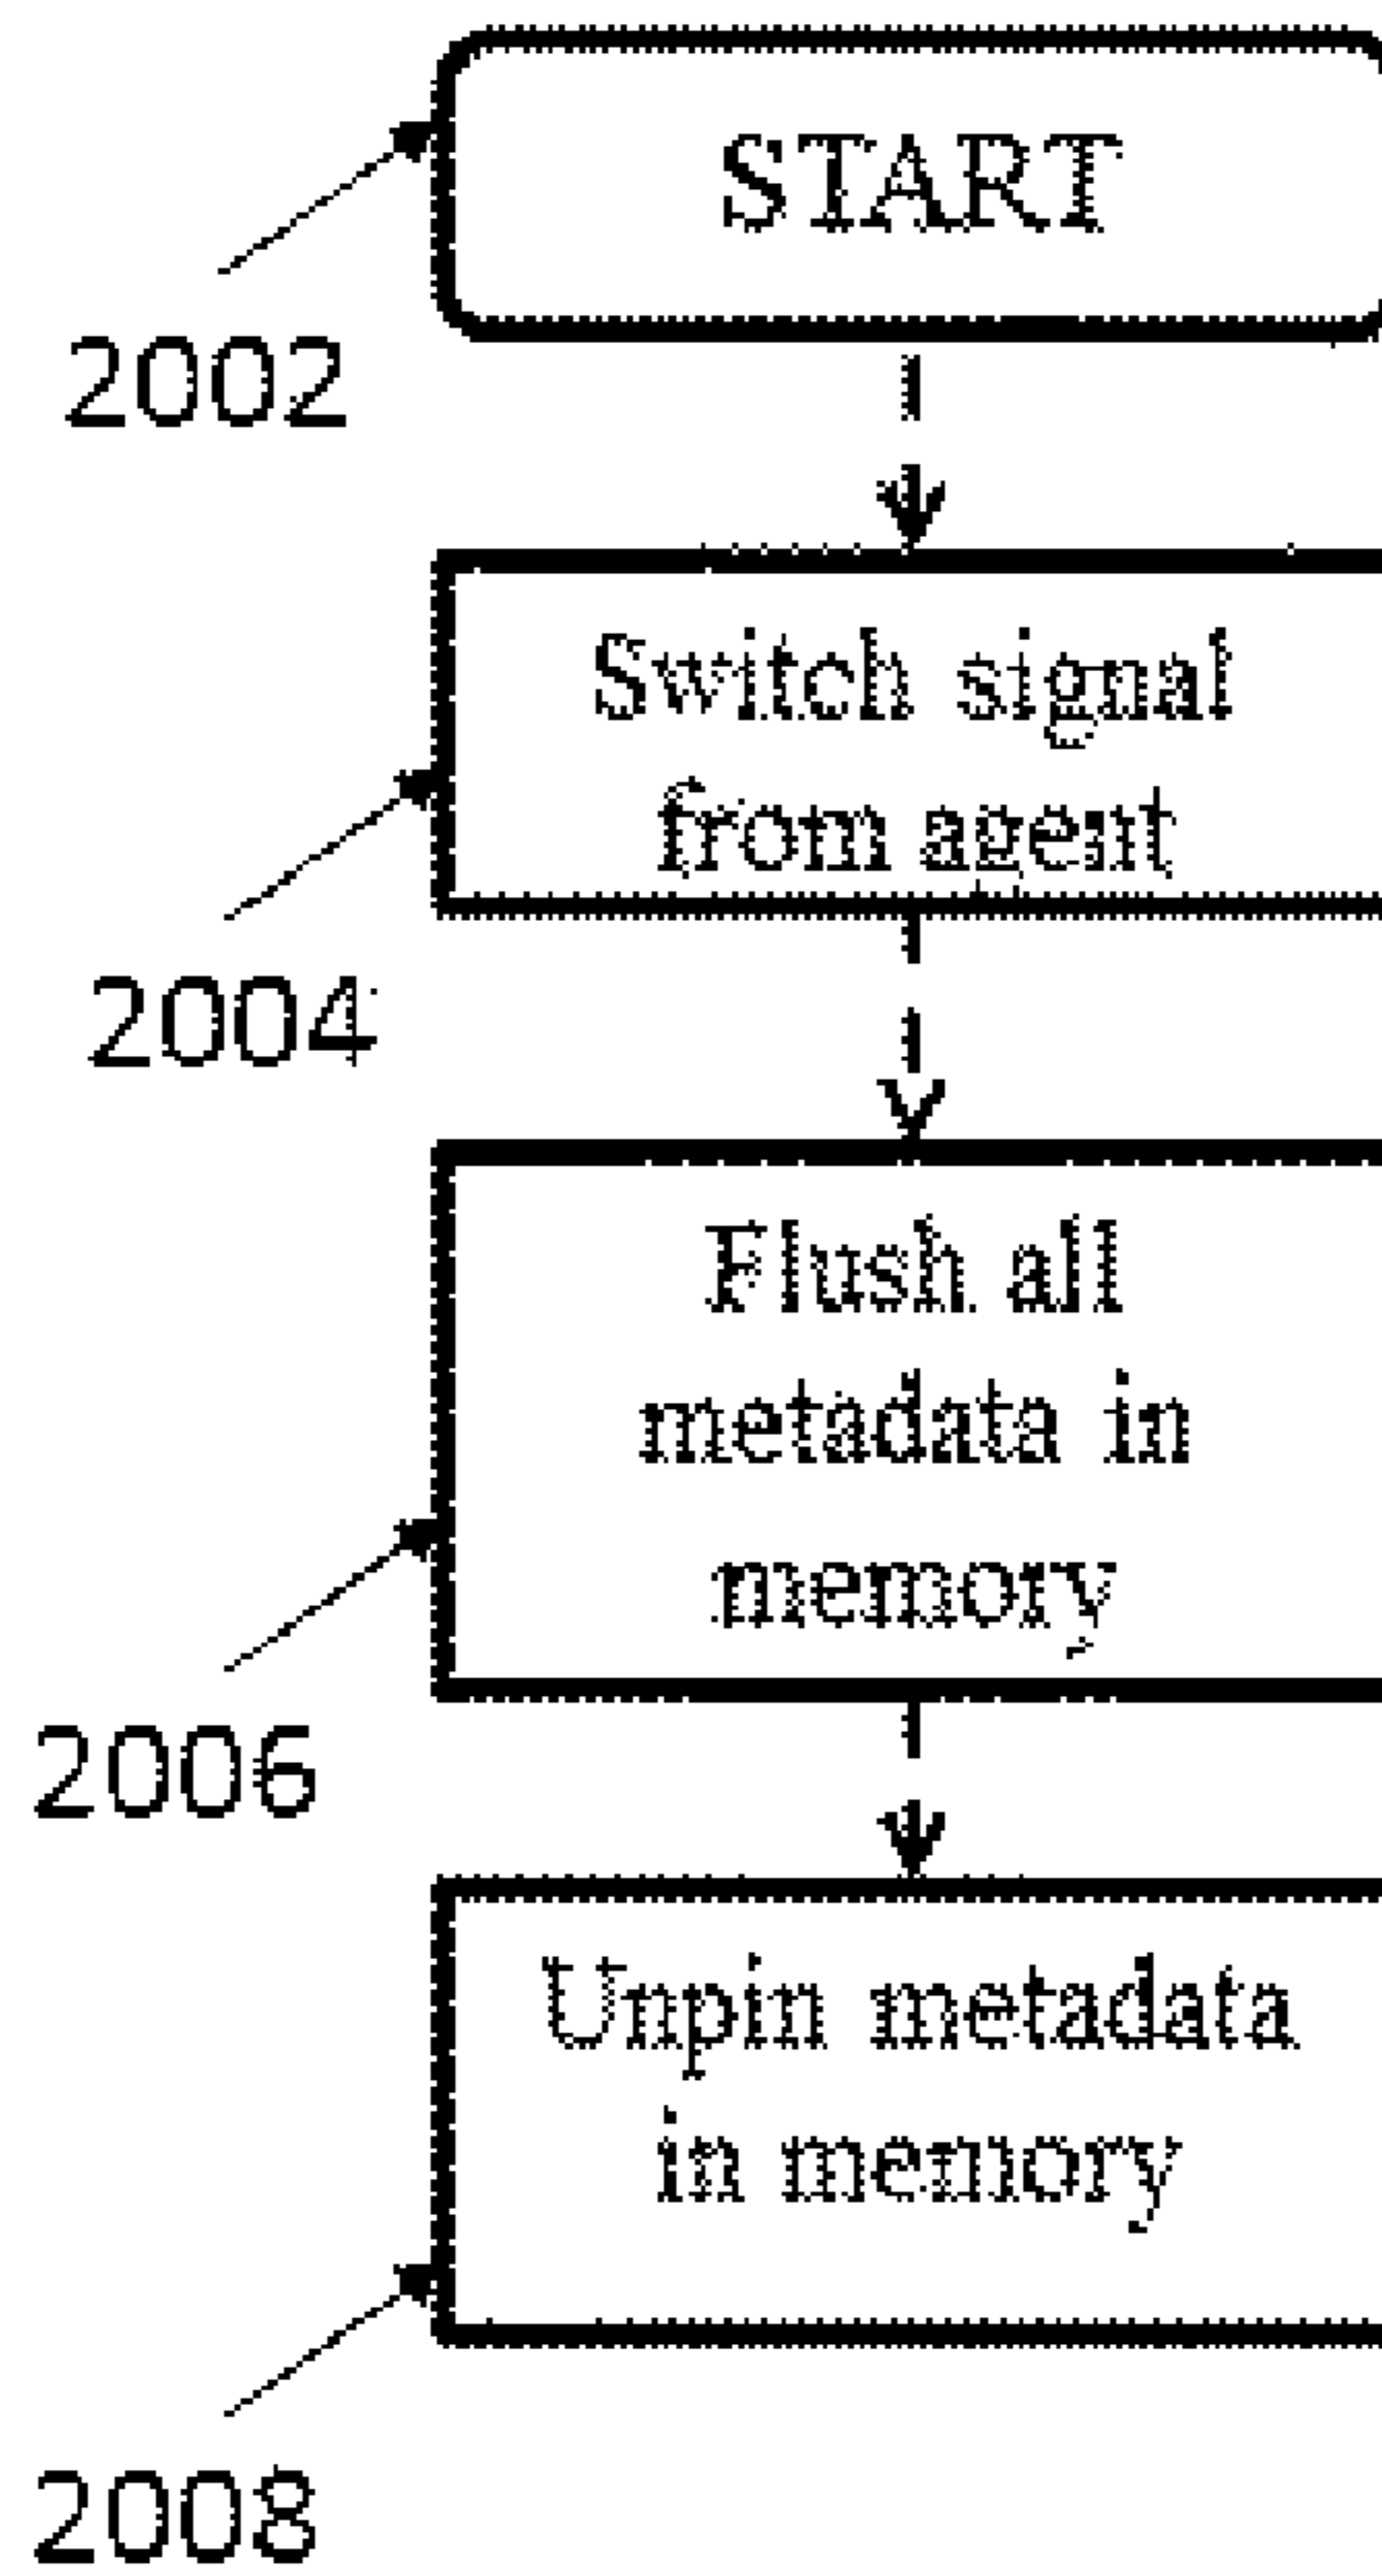 START
2002
Switch signal
from agent
2004
Flush all
metadata in
memory
2006
Unpin metadata
in memory
2008